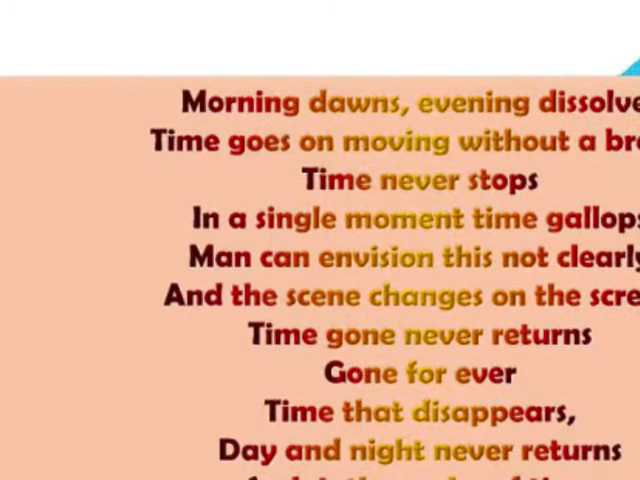 Morning dawns, evening dissolve
Time goes on moving without a bre
Time never stops
In a single moment time gallops
Man can envision this not clearly
And the scene changes on the scre
Time gone never returns
Gone for ever
Time that disappears,
Day and night never returns